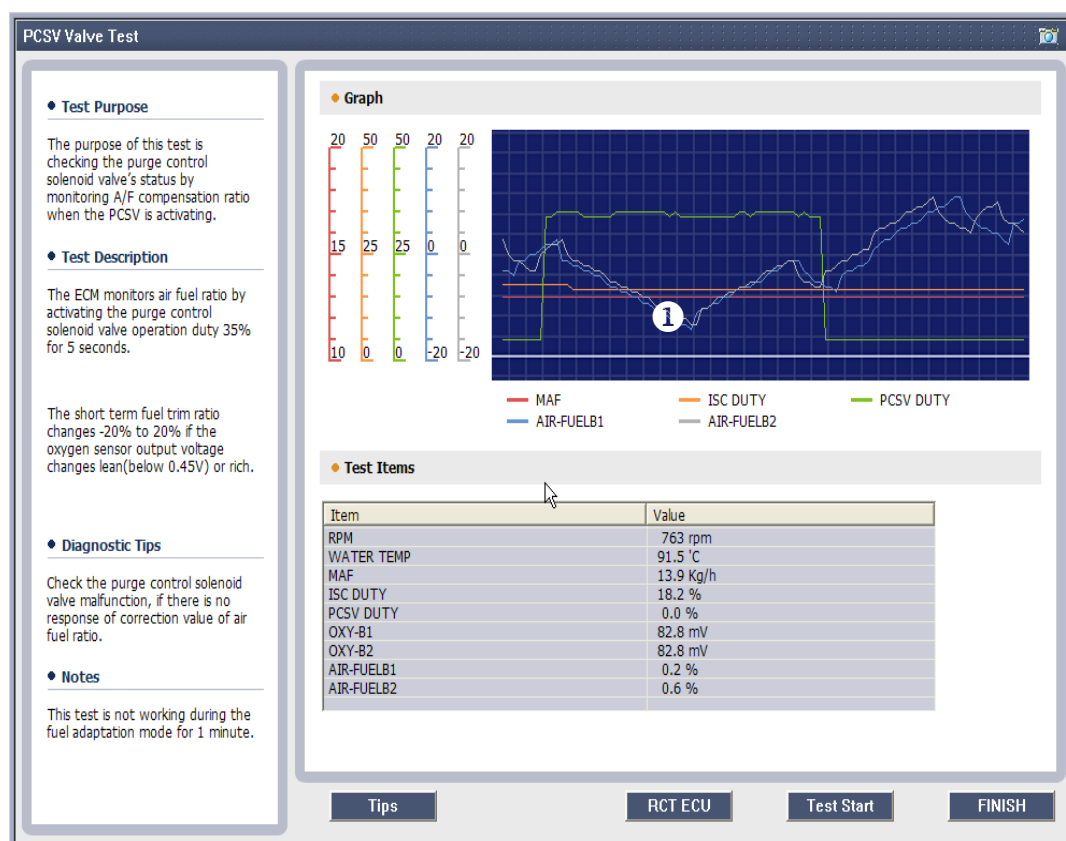 PCSV Valve Test
Test Purpose
The purpose of this test is
checking the purge control
solenoid valve's status by
monitoring A/F compensation ratio
when the PCSV is activating.
Test Description
The ECM monitors air fuel ratio by
activating the purge control
solenoid valve operation duty 35%
for 5 seconds.
The short term fuel trim ratio
changes -20% to 20% if the
oxygen sensor output voltage
changes lean(below 0.45V) or rich.
Diagnostic Tips
Check the purge control solenoid
valve malfunction, if there is no
response of correction value of air
fuel ratio.
Notes
This test is not working during the
fuel adaptation mode for 1 minute.
Graph
20 50 50 20 20
15 25 25 0 0
10 0 0 -20 -20
1
MAF ISC DUTY PCSV DUTY
AIR-FUELB1 AIR-FUELB2
Test Items
Item Value
RPM 763 rpm
WATER TEMP 91.5 'C
MAF 13.9 Kg/h
ISC DUTY 18.2 %
PCSV DUTY 0.0 %
OXY-B1 82.8 mV
OXY-B2 82.8 mV
AIR-FUELB1 0.2 %
AIR-FUELB2 0.6 %
Tips RCT ECU Test Start FINISH